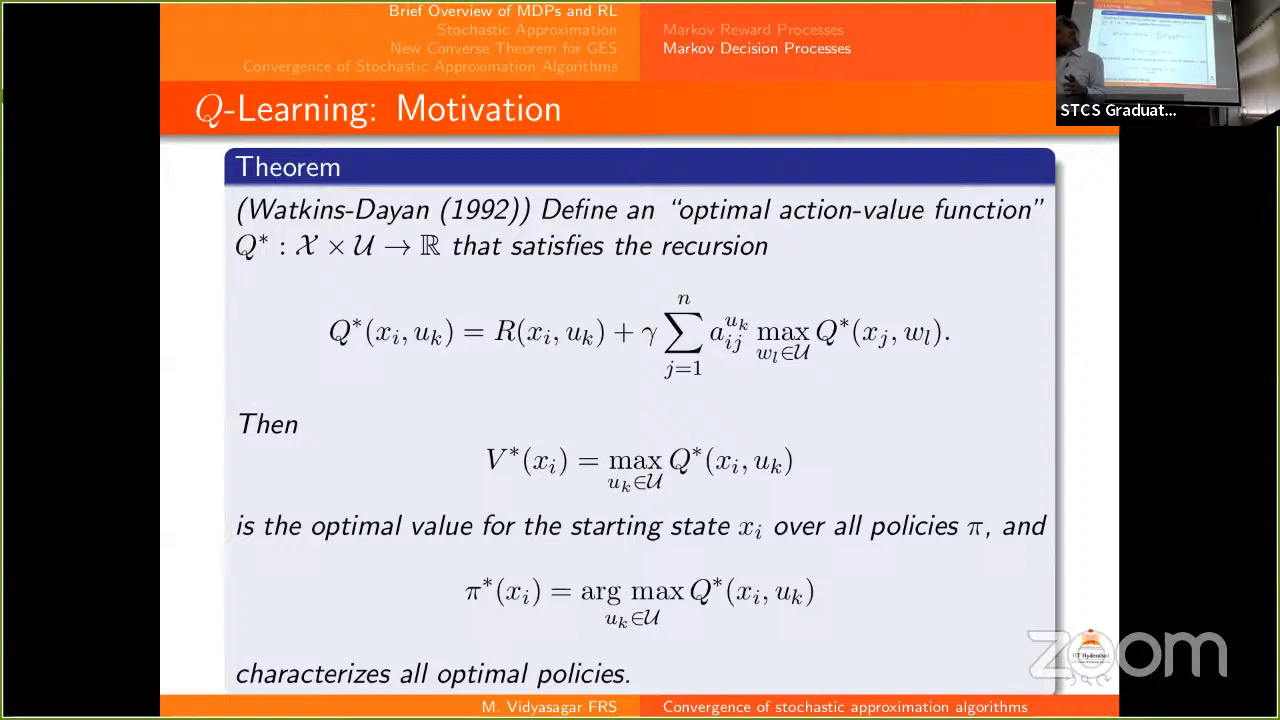 Brief Overview of MDPs and RL
Stochastic Approximation
New Converse Theorem for GES
Convergence of Stochastic Approximation Algorithms
Markov Reward Processes
Markov Decision Processes
STCS Graduat...
Q-Learning: Motivation
Theorem
(Watkins-Dayan (1992)) Define an “optimal action-value function”
Q* : X × U → ℝ that satisfies the recursion
Q*(x_i, u_k) = R(x_i, u_k) + γ ∑_{j=1}^{n} a_{ij}^{u_k} max_{w_l∈U} Q*(x_j, w_l).
Then
V*(x_i) = max_{u_k∈U} Q*(x_i, u_k)
is the optimal value for the starting state x_i over all policies π, and
π*(x_i) = arg max_{u_k∈U} Q*(x_i, u_k)
characterizes all optimal policies.
zoom
M. Vidyasagar FRS
Convergence of stochastic approximation algorithms